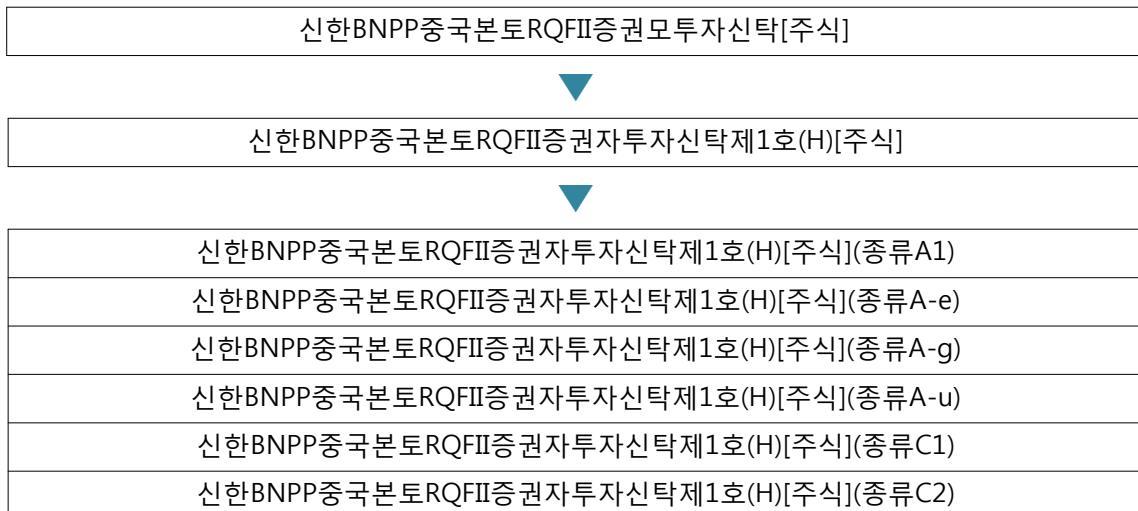 신한BNPP중국본토RQFII증권모투자신탁[주식]
신한BNPP중국본토RQFII증권자투자신탁제1호(H)[주식]
신한BNPP중국본토RQFII증권자투자신탁제1호(H)[주식](종류A1)
신한BNPP중국본토RQFII증권자투자신탁제1호(H)[주식](종류A-e)
신한BNPP중국본토RQFII증권자투자신탁제1호(H)[주식](종류A-g)
신한BNPP중국본토RQFII증권자투자신탁제1호(H)[주식](종류A-u)
신한BNPP중국본토RQFII증권자투자신탁제1호(H)[주식](종류C1)
신한BNPP중국본토RQFII증권자투자신탁제1호(H)[주식](종류C2)